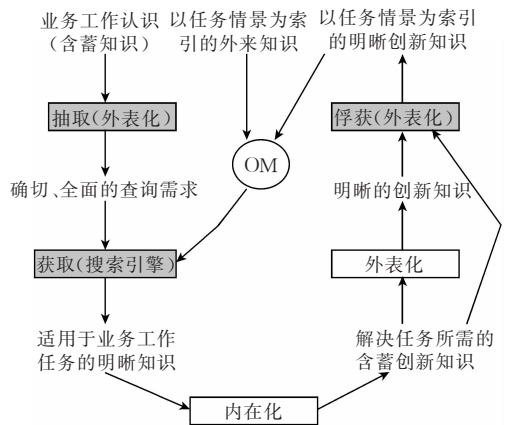 业务工作认识
（含蓄知识）
以任务情景为索
引的外来知识
以任务情景为索引
的明晰创新知识
抽取（外表化）
俘获（外表化）
OM
确切、全面的查询需求
明晰的创新知识
获取（搜索引擎）
外表化
适用于业务工作
任务的明晰知识
解决任务所需的
含蓄创新知识
内在化